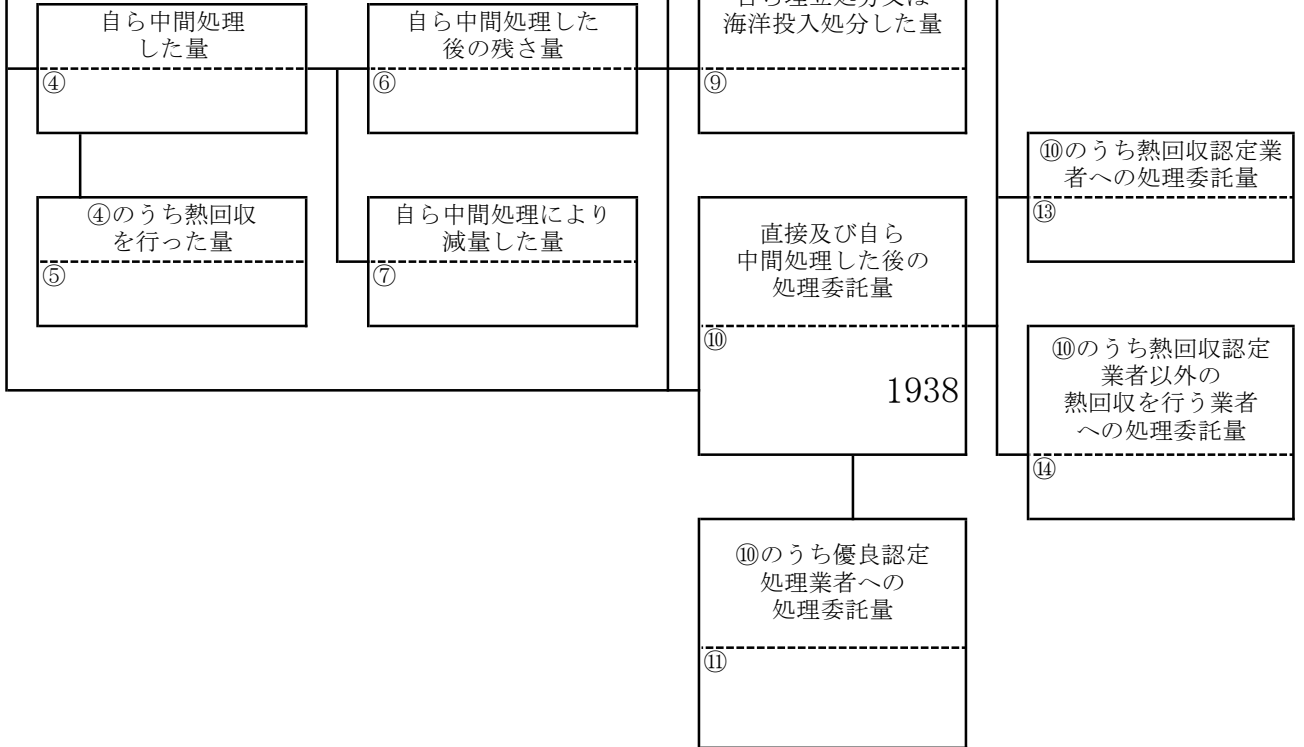 自ら中間処理
した量
④
自ら中間処理した
後の残さ量
⑥
自ら埋立処分又は
海洋投入処分した量
⑨
④のうち熱回収
を行った量
⑤
自ら中間処理により
減量した量
⑦
直接及び自ら
中間処理した後の
処理委託量
⑩
1938
⑩のうち熱回収認定業
者への処理委託量
⑬
⑩のうち熱回収認定
業者以外の
熱回収を行う業者
への処理委託量
⑭
⑩のうち優良認定
処理業者への
処理委託量
⑪